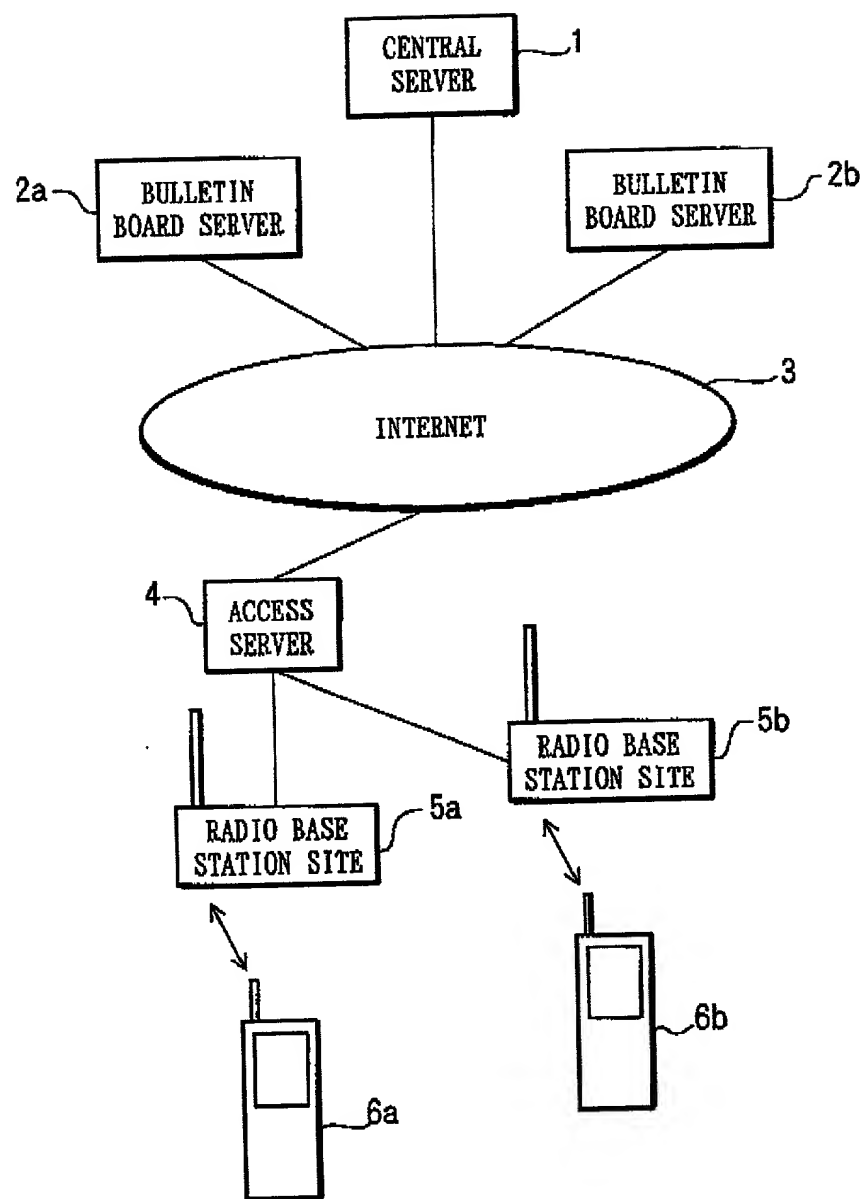 CENTRAL
SERVER
1
2a
BULLETIN
BOARD SERVER
BULLETIN
BOARD SERVER
2b
3
INTERNET
4
ACCESS
SERVER
RADIO BASE
STATION SITE
5b
RADIO BASE
STATION SITE
5a
6b
6a